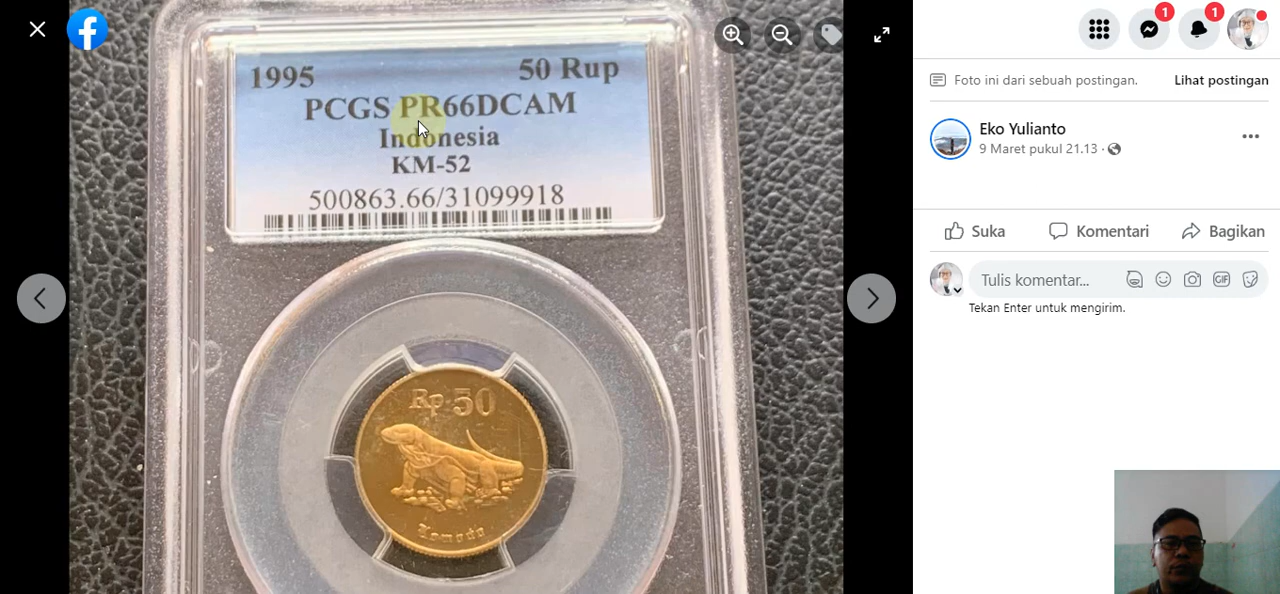 1995 50 Rup
PCGS PR66DCAM
Indonesia
KM-52
500863.66/31099918
Rp 50
Komodo
1
1
Foto ini dari sebuah postingan. Lihat postingan
Eko Yulianto
9 Maret pukul 21.13
Suka Komentari Bagikan
Tulis komentar...
GIF
Tekan Enter untuk mengirim.